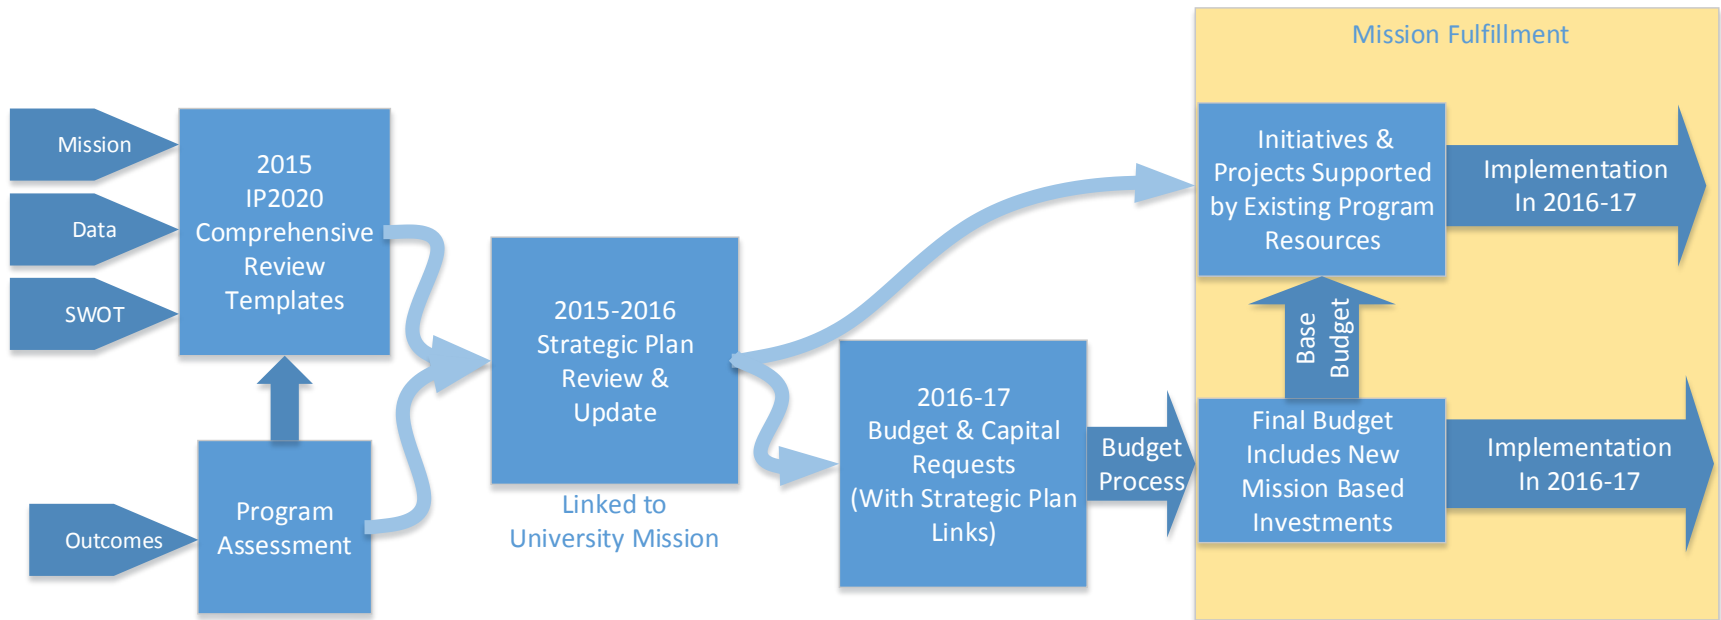 Mission Fulfillment
Mission
Data
SWOT
2015
IP2020
Comprehensive
Review
Templates
Outcomes
Program
Assessment
2015-2016
Strategic Plan
Review &
Update
Linked to
University Mission
2016-17
Budget & Capital
Requests
(With Strategic Plan
Links)
Budget
Process
Initiatives &
Projects Supported
by Existing Program
Resources
Implementation
In 2016-17
Base
Budget
Final Budget
Includes New
Mission Based
Investments
Implementation
In 2016-17